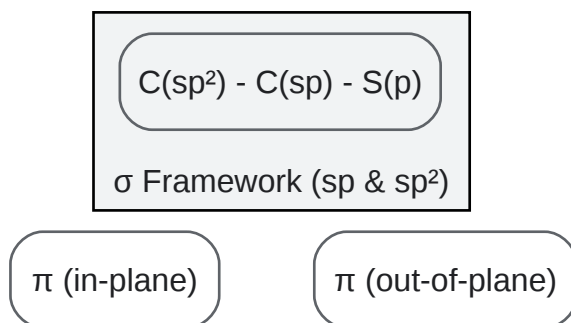 C(sp²) - C(sp) - S(p)
σ Framework (sp & sp²)
π (in-plane)
π (out-of-plane)